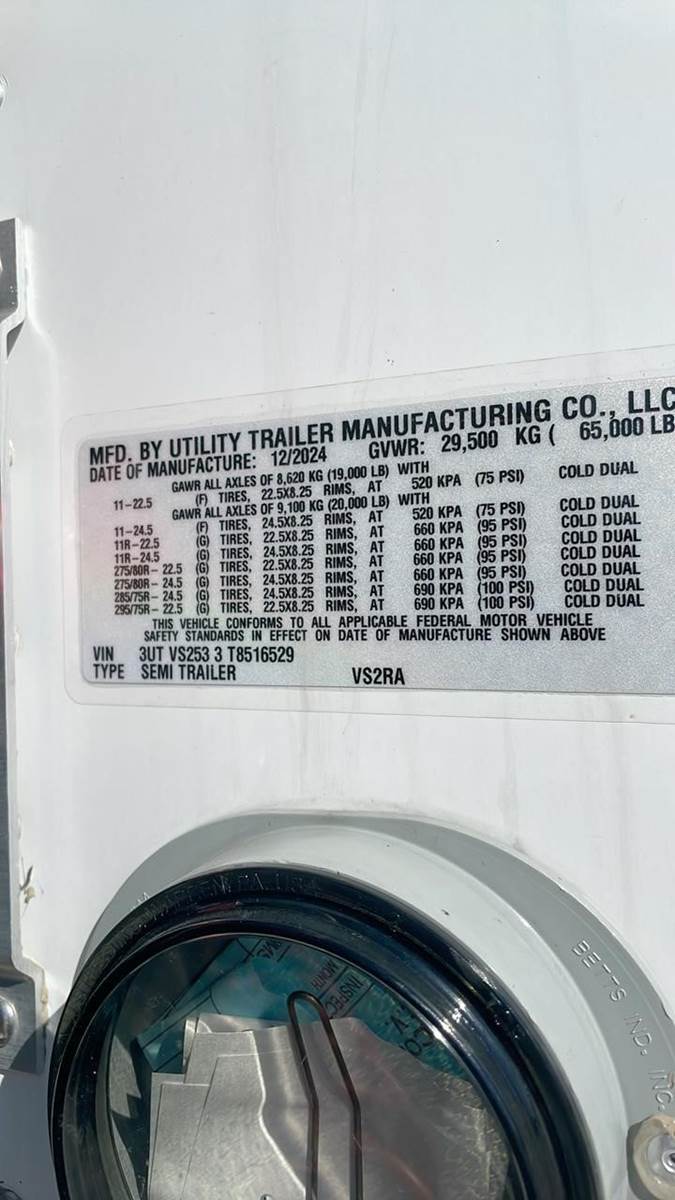 MFD. BY UTILITY TRAILER MANUFACTURING CO., LLC
DATE OF MANUFACTURE: 12/2024 GVWR: 29,500 KG ( 65,000 LB
GAWR ALL AXLES OF 8,620 KG (19,000 LB) WITH
11-22.5 (F) TIRES, 22.5X8.25 RIMS, AT 520 KPA (75 PSI) COLD DUAL
GAWR ALL AXLES OF 9,100 KG (20,000 LB) WITH
11-24.5 (F) TIRES, 24.5X8.25 RIMS, AT 520 KPA (75 PSI) COLD DUAL
11R-22.5 (G) TIRES, 22.5X8.25 RIMS, AT 660 KPA (95 PSI) COLD DUAL
11R-24.5 (G) TIRES, 24.5X8.25 RIMS, AT 660 KPA (95 PSI) COLD DUAL
275/80R-22.5 (G) TIRES, 22.5X8.25 RIMS, AT 660 KPA (95 PSI) COLD DUAL
275/80R-24.5 (G) TIRES, 24.5X8.25 RIMS, AT 660 KPA (95 PSI) COLD DUAL
285/75R-24.5 (G) TIRES, 24.5X8.25 RIMS, AT 690 KPA (100 PSI) COLD DUAL
295/75R-22.5 (G) TIRES, 22.5X8.25 RIMS, AT 690 KPA (100 PSI) COLD DUAL
THIS VEHICLE CONFORMS TO ALL APPLICABLE FEDERAL MOTOR VEHICLE
SAFETY STANDARDS IN EFFECT ON DATE OF MANUFACTURE SHOWN ABOVE
VIN 3UT VS253 3 T8516529
TYPE SEMI TRAILER VS2RA
BETTS IND. INC.
MONTH
INSPEC